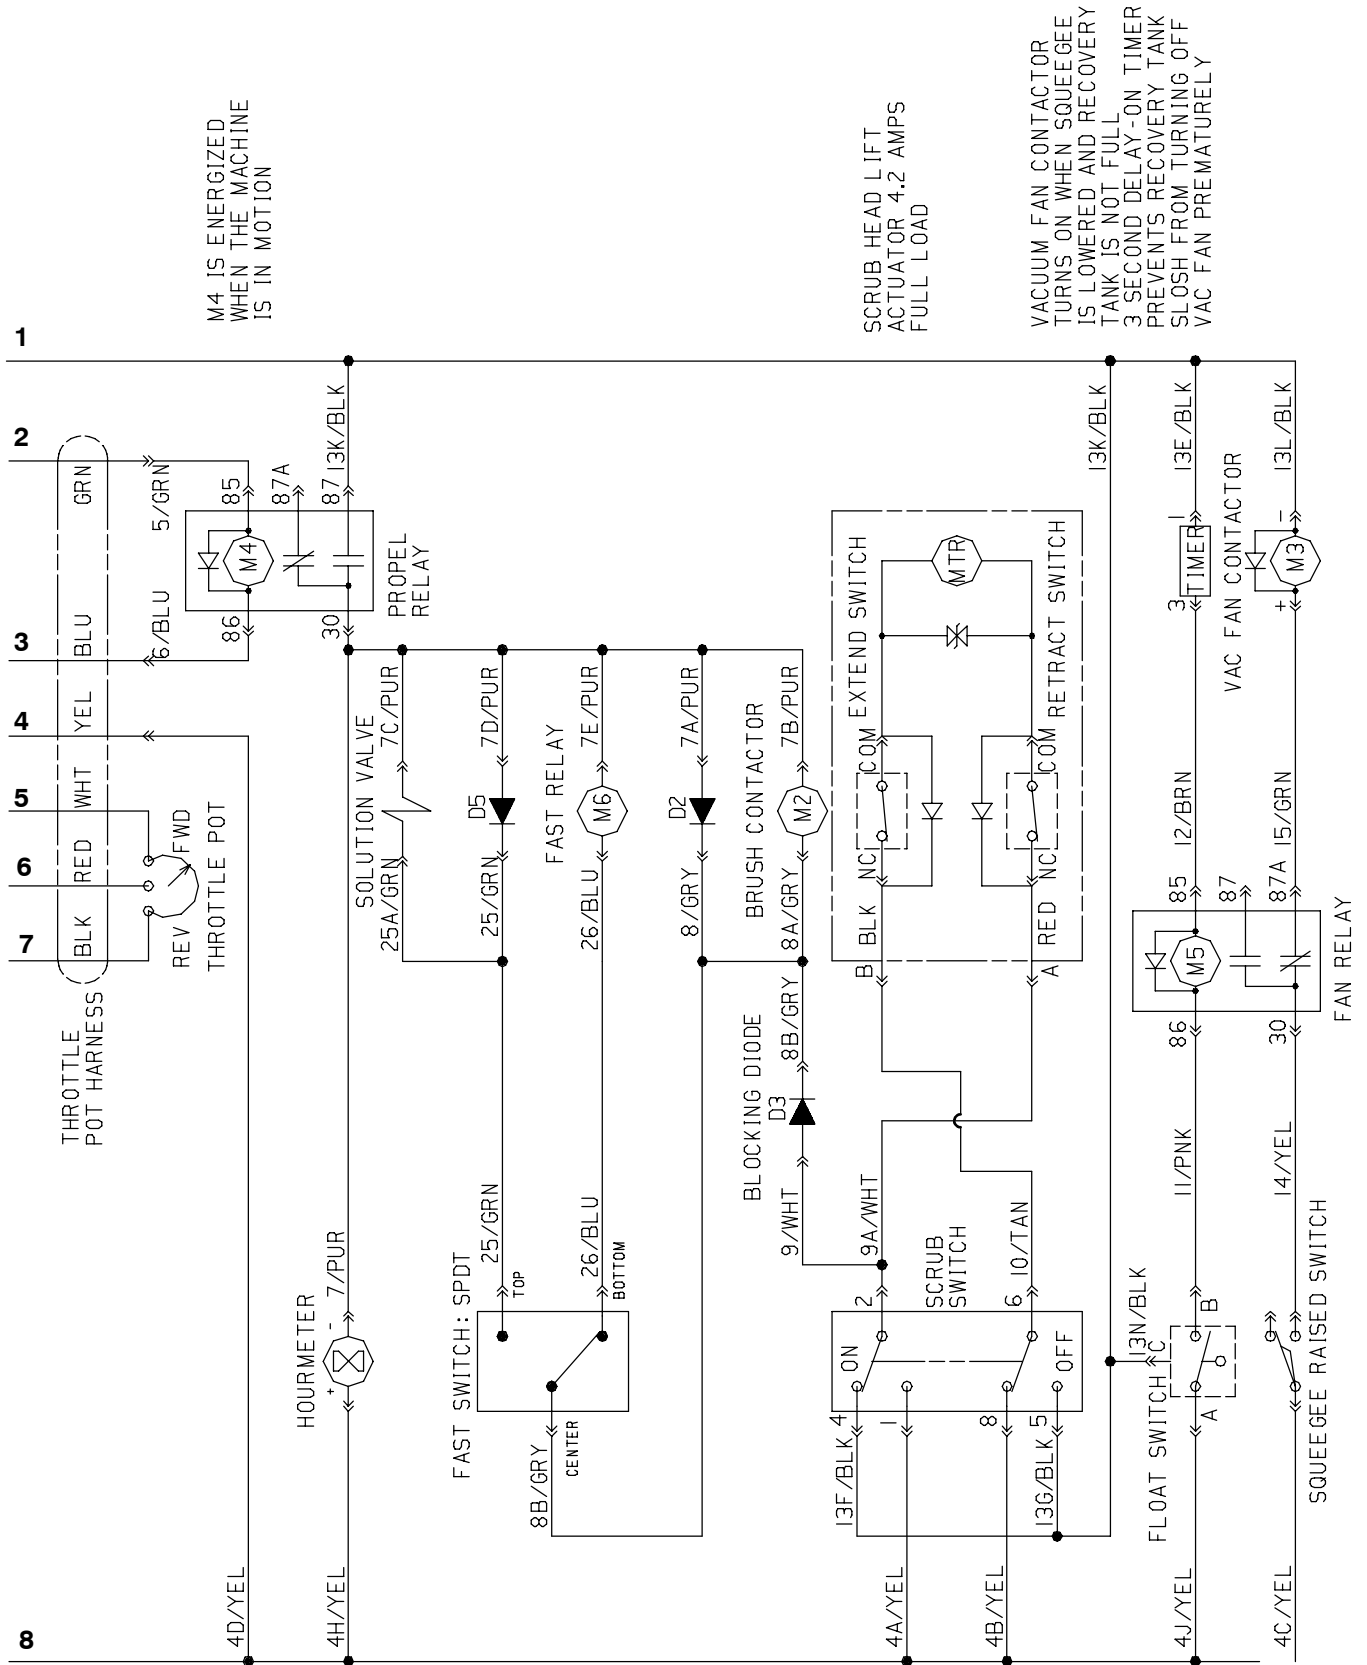 1
2
3
4
5
6
7
8
M4 IS ENERGIZED
WHEN THE MACHINE
IS IN MOTION
SCRUB HEAD LIFT
ACTUATOR 4.2 AMPS
FULL LOAD
VACUUM FAN CONTACTOR
TURNS ON WHEN SQUEEGEE
IS LOWERED AND RECOVERY
TANK IS NOT FULL
3 SECOND DELAY-ON TIMER
PREVENTS RECOVERY TANK
SLOSH FROM TURNING OFF
VAC FAN PREMATURELY
GRN
BLU
YEL
WHT
RED
BLK
FWD
REV
THROTTLE POT
THROTTLE
POT HARNESS
5/GRN
6/BLU
85
86
87A
87
30
M4
13K/BLK
PROPEL
RELAY
4D/YEL
HOURMETER
+
-
7/PUR
4H/YEL
SOLUTION VALVE
7C/PUR
25A/GRN
7D/PUR
D5
25/GRN
25/GRN
TOP
FAST RELAY
7E/PUR
M6
26/BLU
26/BLU
BOTTOM
FAST SWITCH: SPDT
8B/GRY
CENTER
7A/PUR
D2
8/GRY
BRUSH CONTACTOR
7B/PUR
M2
8A/GRY
8B/GRY
BLOCKING DIODE
D3
9/WHT
EXTEND SWITCH
MTR
RETRACT SWITCH
COM
NC
COM
NC
BLK
B
RED
A
9A/WHT
10/TAN
SCRUB
SWITCH
2
6
ON
OFF
4
1
8
5
13F/BLK
13G/BLK
4A/YEL
4B/YEL
13K/BLK
13N/BLK
13E/BLK
1
TIMER
3
12/BRN
VAC FAN CONTACTOR
13L/BLK
-
M3
+
15/GRN
85
87
87A
M5
86
30
FAN RELAY
11/PNK
14/YEL
FLOAT SWITCH
C
B
A
4J/YEL
SQUEEGEE RAISED SWITCH
4C/YEL